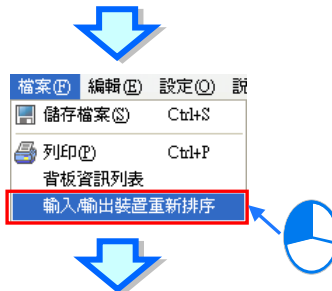 檔案(F) 編輯(E) 設定(O) 說
儲存檔案(S) Ctrl+S
列印(P) Ctrl+P
背板資訊列表
輸入/輸出裝置重新排序